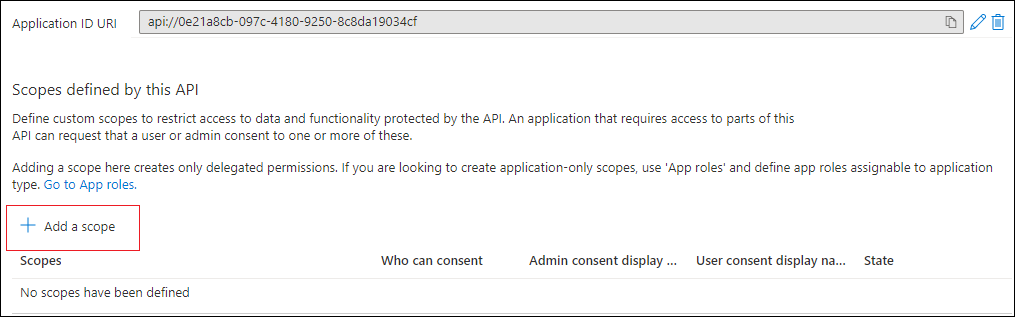 Application ID URI api://0e21a8cb-097c-4180-9250-8c8da19034cf
Scopes defined by this API
Define custom scopes to restrict access to data and functionality protected by the API. An application that requires access to parts of this
API can request that a user or admin consent to one or more of these.
Adding a scope here creates only delegated permissions. If you are looking to create application-only scopes, use 'App roles' and define app roles assignable to application
type. Go to App roles.
Add a scope
Scopes Who can consent Admin consent display ... User consent display na... State
No scopes have been defined